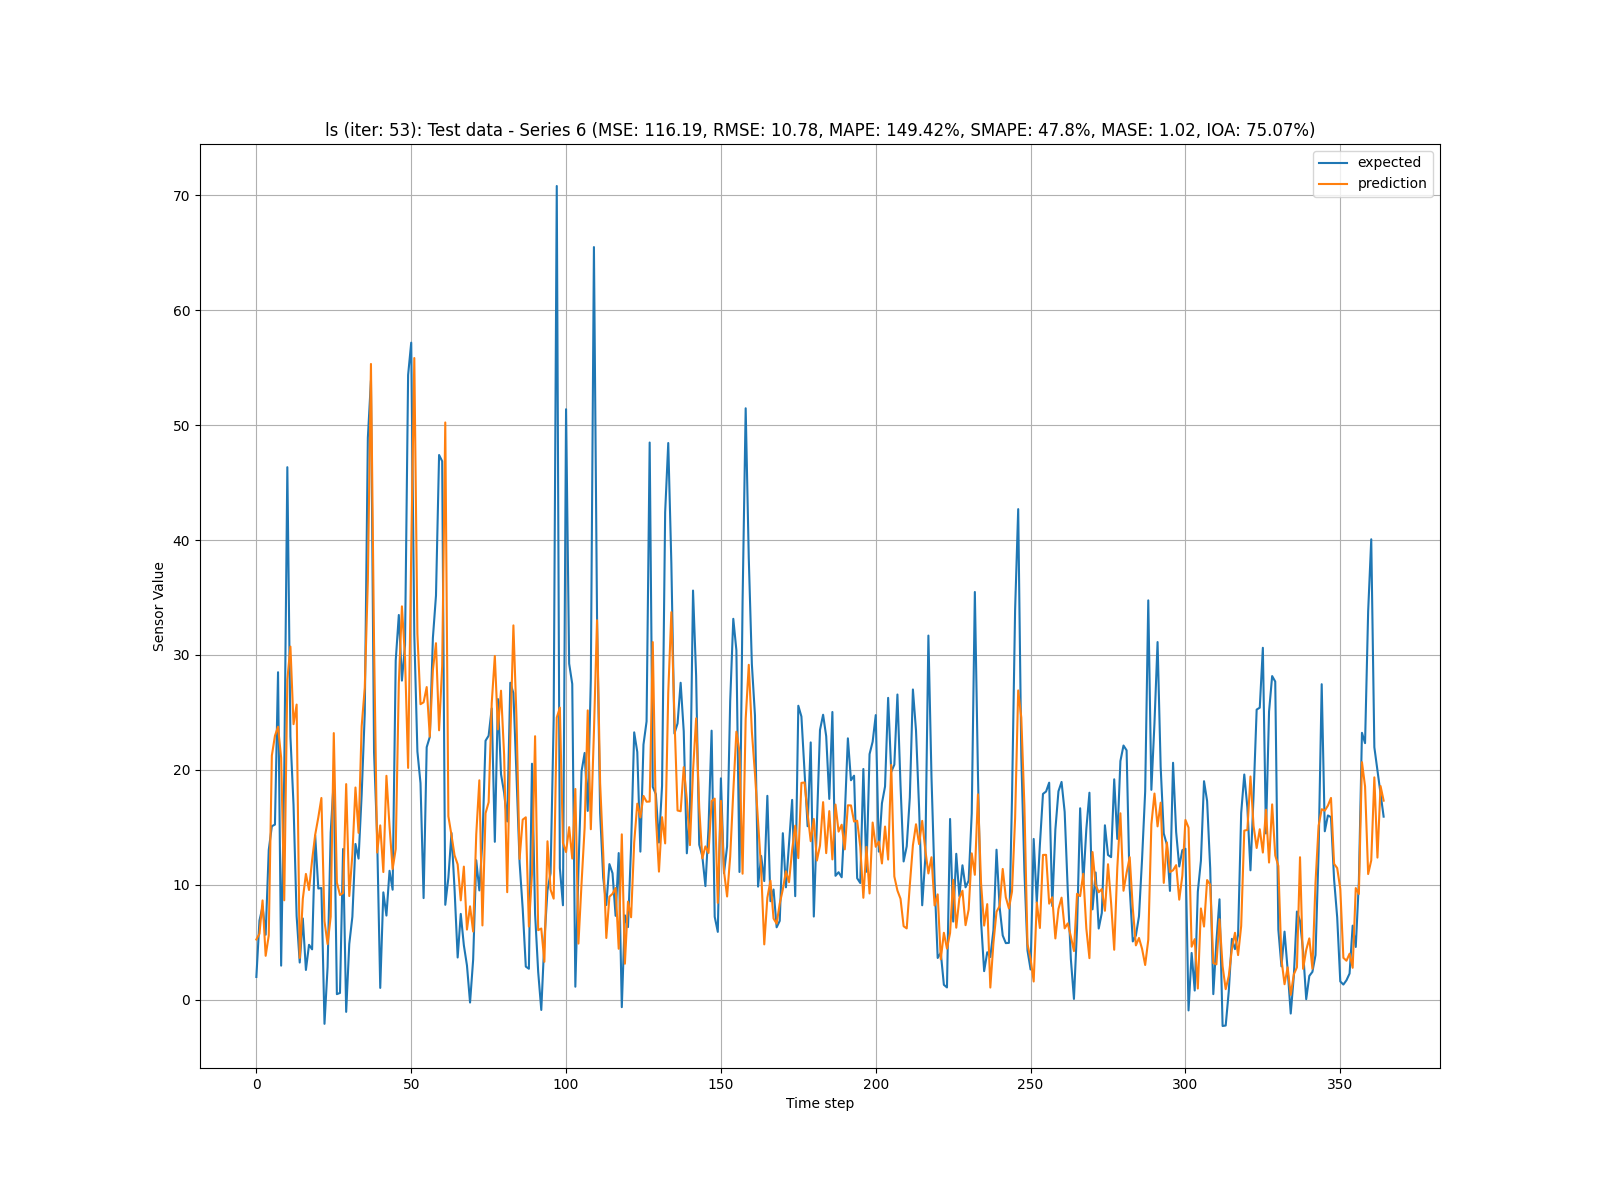 ls (iter: 53): Test data - Series 6 (MSE: 116.19, RMSE: 10.78, MAPE: 149.42%, SMAPE: 47.8%, MASE: 1.02, IOA: 75.07%)
expected
prediction
70
60
50
40
30
20
10
0
Sensor Value
0 50 100 150 200 250 300 350
Time step